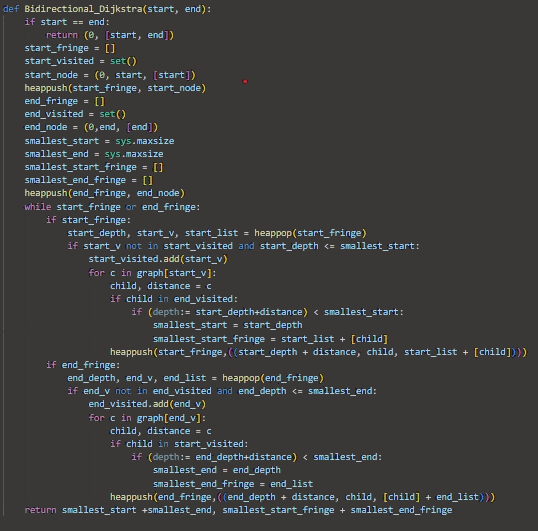 def Bidirectional_Dijkstra(start, end):
    if start == end:
        return (0, [start, end])
    start_fringe = []
    start_visited = set()
    start_node = (0, start, [start])
    heappush(start_fringe, start_node)
    end_fringe = []
    end_visited = set()
    end_node = (0,end, [end])
    smallest_start = sys.maxsize
    smallest_end = sys.maxsize
    smallest_start_fringe = []
    smallest_end_fringe = []
    heappush(end_fringe, end_node)
    while start_fringe or end_fringe:
        if start_fringe:
            start_depth, start_v, start_list = heappop(start_fringe)
            if start_v not in start_visited and start_depth <= smallest_start:
                start_visited.add(start_v)
                for c in graph[start_v]:
                    child, distance = c
                    if child in end_visited:
                        if (depth:= start_depth+distance) < smallest_start:
                            smallest_start = start_depth
                            smallest_start_fringe = start_list + [child]
                    heappush(start_fringe,((start_depth + distance, child, start_list + [child])))
        if end_fringe:
            end_depth, end_v, end_list = heappop(end_fringe)
            if end_v not in end_visited and end_depth <= smallest_end:
                end_visited.add(end_v)
                for c in graph[end_v]:
                    child, distance = c
                    if child in start_visited:
                        if (depth:= end_depth+distance) < smallest_end:
                            smallest_end = end_depth
                            smallest_end_fringe = end_list
                    heappush(end_fringe,((end_depth + distance, child, [child] + end_list)))
    return smallest_start +smallest_end, smallest_start_fringe + smallest_end_fringe